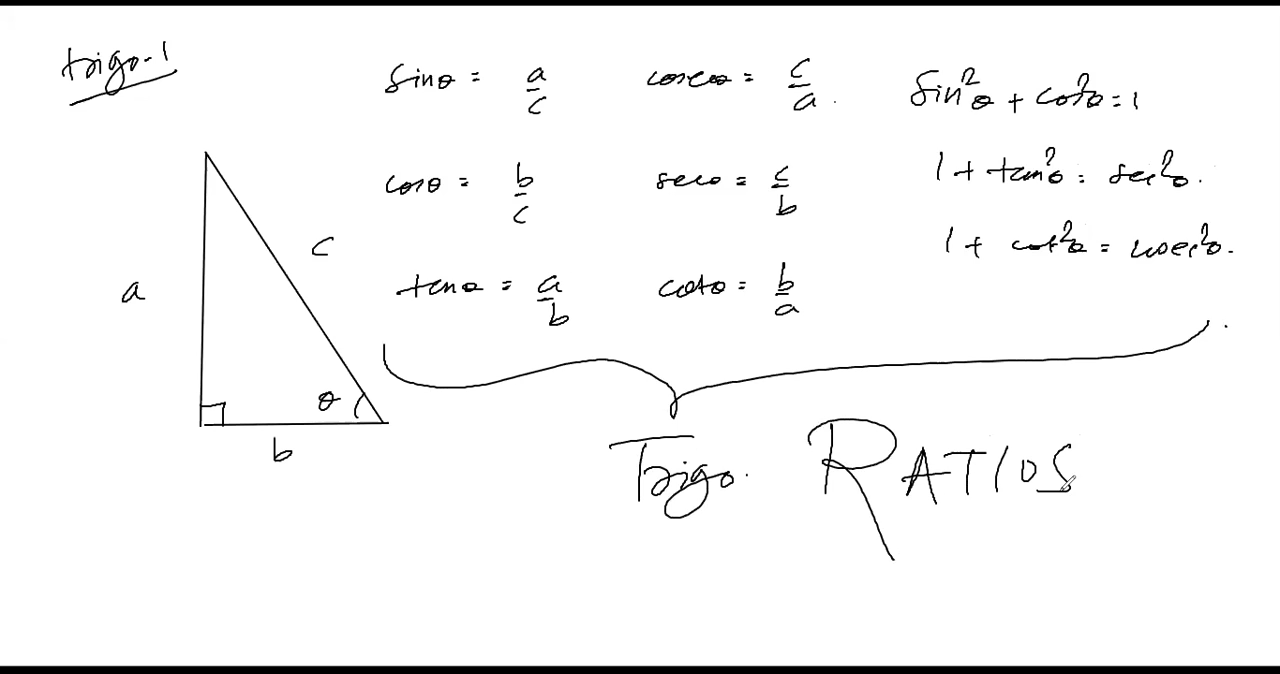 trigo-1
sinθ = a/c    cosecθ = c/a.    sin²θ + cos²θ = 1
cosθ = b/c    secθ = c/b    1 + tan²θ = sec²θ.
tanθ = a/b    cotθ = b/a    1 + cot²θ = cosec²θ.
c
a
θ
b
Trigo. RATIOS